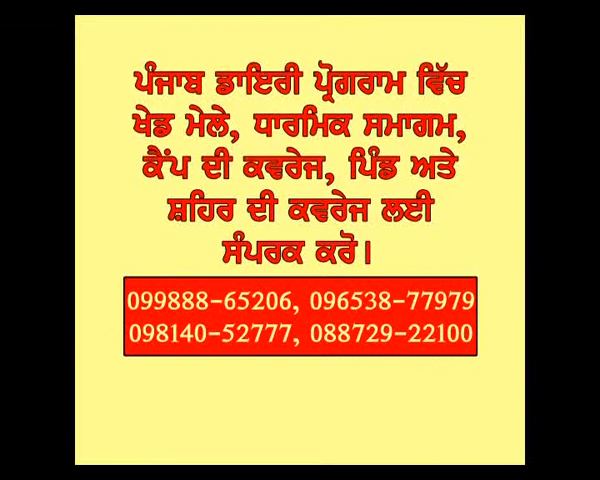 ਪੰਜਾਬ ਡਾਇਰੀ ਪ੍ਰੋਗਰਾਮ ਵਿੱਚ
ਖੇਡ ਮੇਲੇ, ਧਾਰਮਿਕ ਸਮਾਗਮ,
ਕੈਂਪ ਦੀ ਕਵਰੇਜ, ਪਿੰਡ ਅਤੇ
ਸ਼ਹਿਰ ਦੀ ਕਵਰੇਜ ਲਈ
ਸੰਪਰਕ ਕਰੋ।
099888-65206, 096538-77979
098140-52777, 088729-22100